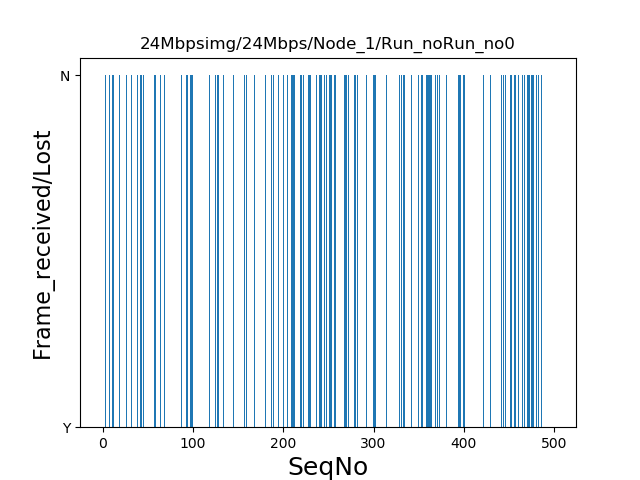 24Mbpsimg/24Mbps/Node_1/Run_noRun_no0
N
Frame_received/Lost
Y
0 100 200 300 400 500
SeqNo